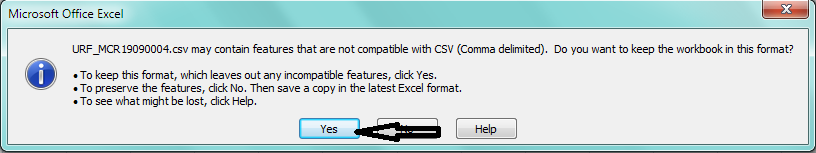 Microsoft Office Excel
URF_MCR19090004.csv may contain features that are not compatible with CSV (Comma delimited).  Do you want to keep the workbook in this format?
• To keep this format, which leaves out any incompatible features, click Yes.
• To preserve the features, click No. Then save a copy in the latest Excel format.
• To see what might be lost, click Help.
Yes Help